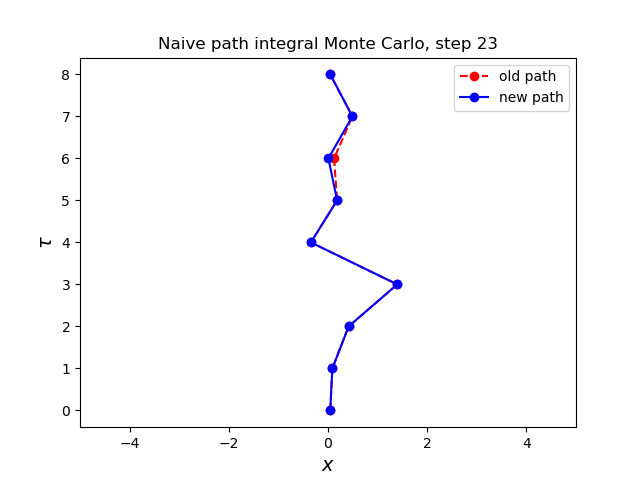 Naive path integral Monte Carlo, step 23
old path
new path
8
7
6
5
4
3
2
1
0
τ
−4
−2
0
2
4
x